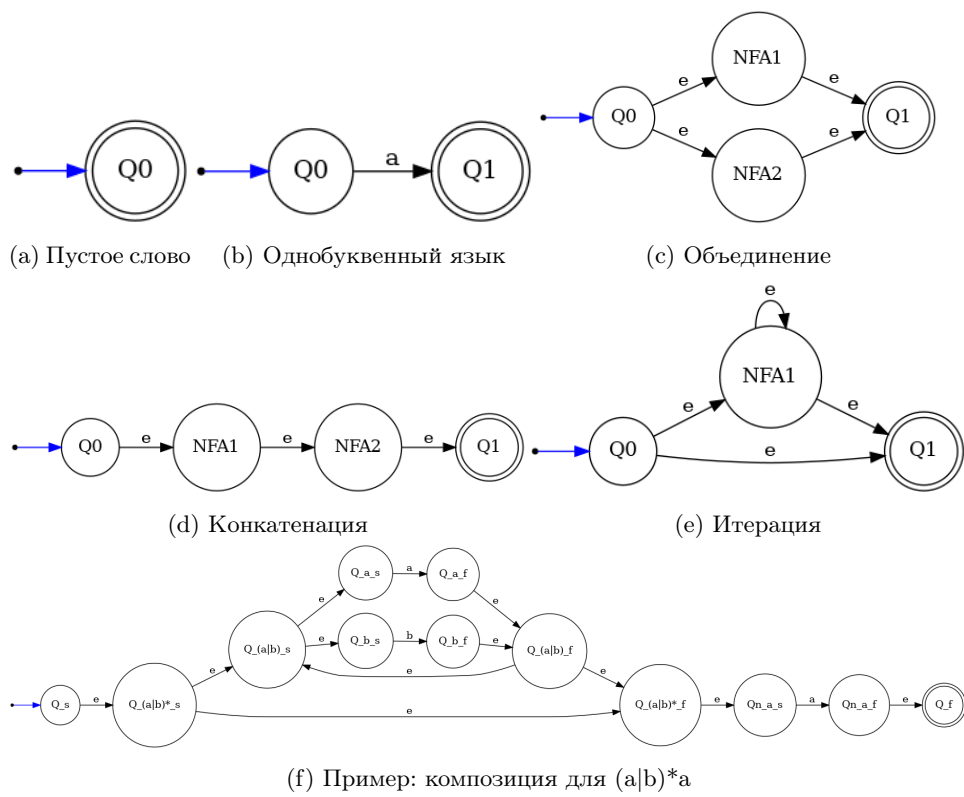 Q0
Q0
a
Q1
Q0
e
NFA1
e
e
NFA2
e
Q1
(a) Пустое слово
(b) Однобуквенный язык
(c) Объединение
Q0
e
NFA1
e
NFA2
e
Q1
Q0
e
NFA1
e
e
e
Q1
(d) Конкатенация
(e) Итерация
Q_s
e
Q_(a|b)*_s
e
Q_(a|b)_s
e
Q_a_s
a
Q_a_f
e
e
Q_b_s
b
Q_b_f
e
Q_(a|b)_f
e
e
e
Q_(a|b)*_f
e
Qn_a_s
a
Qn_a_f
e
Q_f
(f) Пример: композиция для (a|b)*a